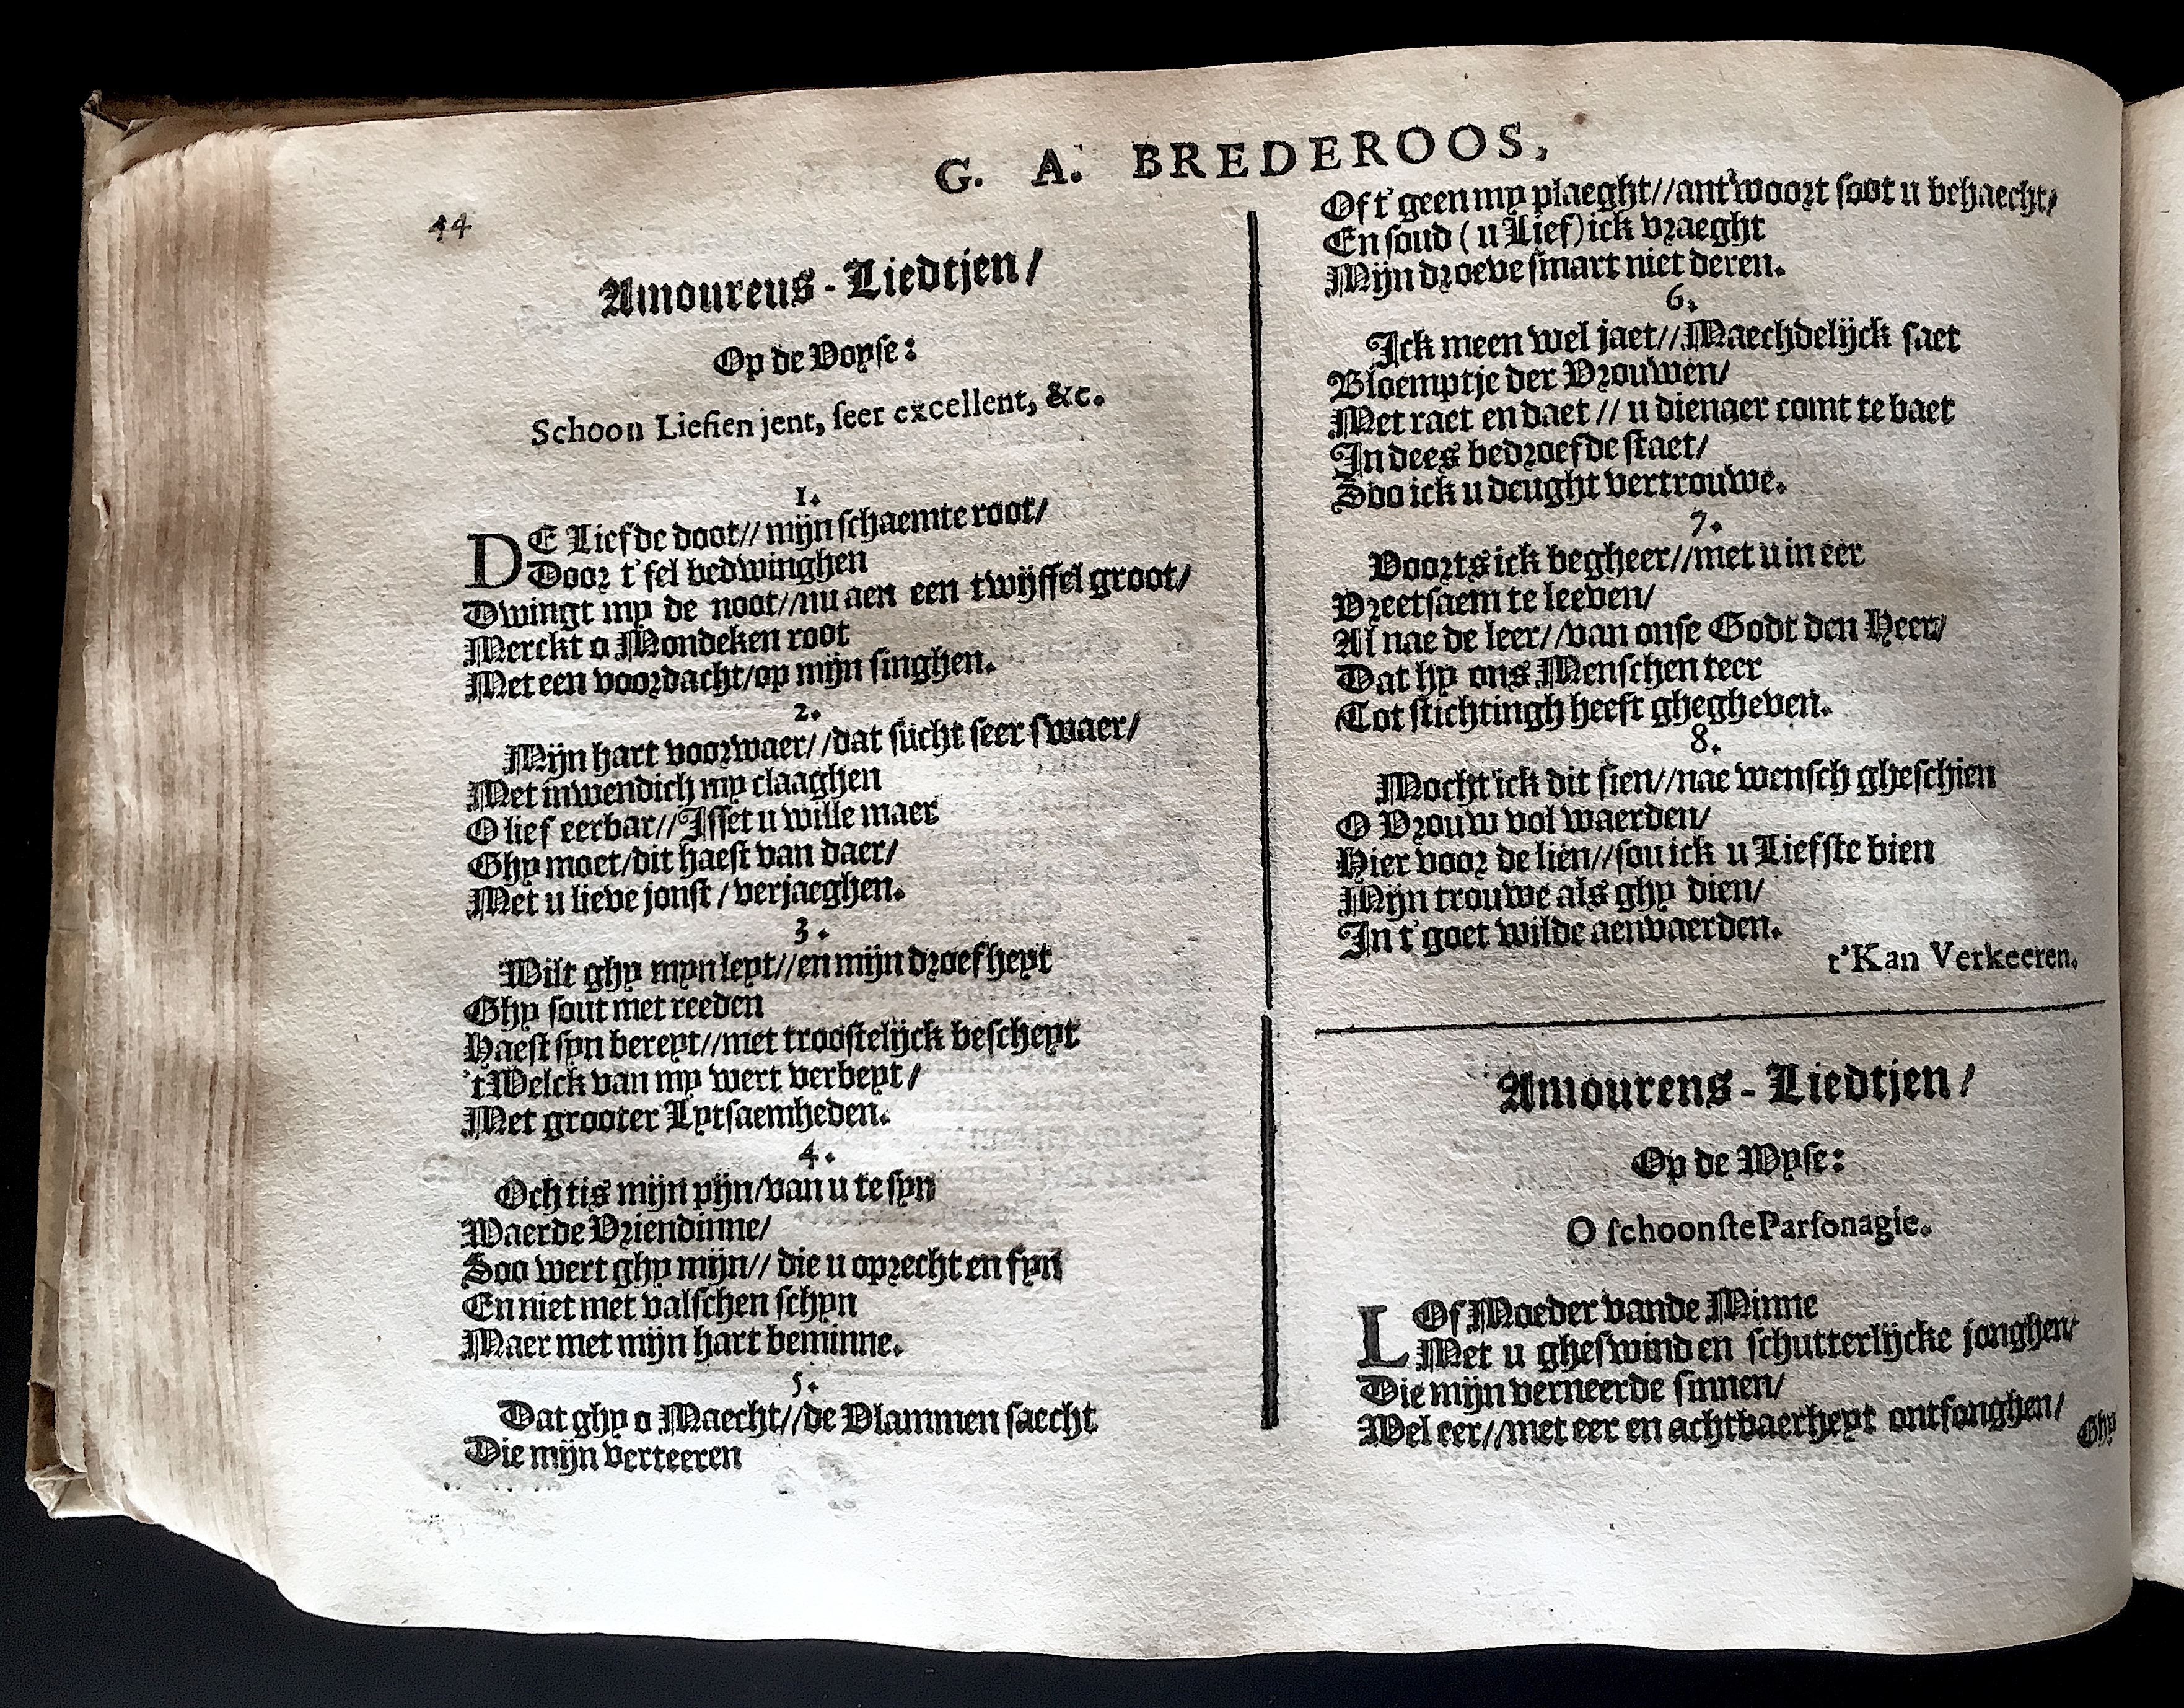 G. A. BREDEROOS,
44
Amoureus-Liedtjen/
Op de Voyse:
Schoon Liefien jent, seer excellent, &c.
1.
DE Liefde doot// mijn schaemte root/
Door t'fel bedwinghen
Dwingt my de noot//nu aen een twijffel groot/
Merckt o Mondeken root
Met een voordacht/op mijn singhen.
2.
Mijn hart voorwaer//dat sucht seer swaer/
Met inwendich my claaghen
O lief eerbar//Isset u wille maer
Ghy moet/dit haest van daer/
Met u lieve jonst/verjaeghen.
3.
Wilt ghy myn leyt//en mijn droefheyt
Ghy sout met reeden
Haest syn bereyt//met troostelijck bescheyt
'tWelck van my wert verbeyt/
Met grooter Lytsaemheden.
4.
Och tis mijn pijn/van u te syn
Waerde Vriendinne/
Soo wert ghy mijn// die u oprecht en fyn
En niet met valschen schyn
Maer met mijn hart beminne.
5.
Dat ghy o Maecht//de Vlammen saecht
Die mijn verteeren
Of t' geen my plaeght//antwoort soot u behaecht/
En soud (u Lief) ick vraeght
Mijn droeve smart niet deren.
6.
Ick meen wel jaet//Maechdelijck saet
Bloemptje der Vrouwen/
Met raet en daet // u dienaer comt te baet
In dees bedroefde staet/
Soo ick u deught vertrouwe.
7.
Voorts ick begheer//met u in eer
Vreetsaem te leeven/
Al nae de leer//van onse Godt den Heer/
Dat hy ons Menschen teer
Tot stichtingh heeft ghegheven.
8.
Mocht ick dit sien//nae wensch gheschien
O Vrouw vol waerden/
Hier voor de lien//sou ick u Liefste bien
Mijn trouwe als ghy dien/
In t' goet wilde aenvaerden.
t'Kan Verkeeren.
Amourens-Liedtjen/
Op de Wyse:
O schoonste Parsonagie.
LOf Moeder vande Minne
Met u gheswinden schutterlijcke jonghen/
Die mijn verneerde sinnen/
Wel eer//met eer en achtbaerheyt ontfonghen/
Ghy